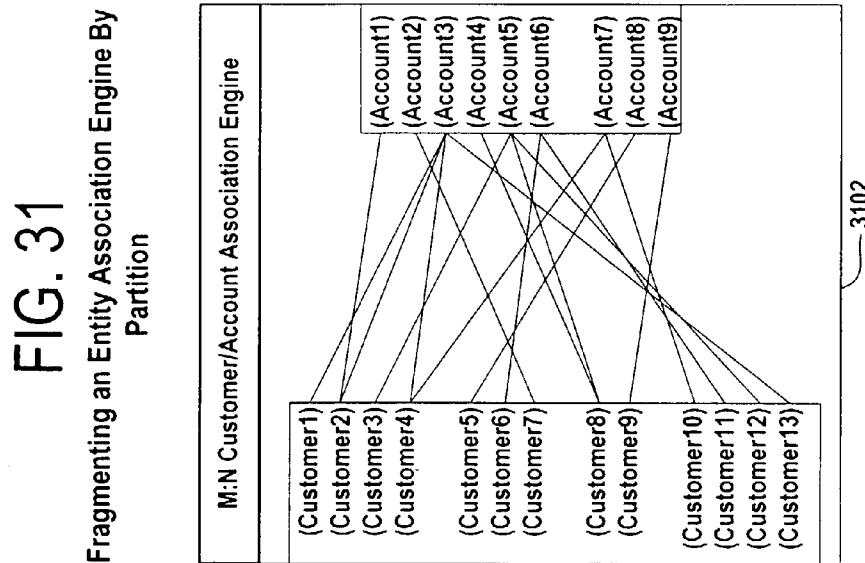 FIG. 31
Fragmenting an Entity Association Engine By
Partition
M:N Customer/Account Association Engine
(Customer1)
(Customer2)
(Customer3)
(Customer4)
(Customer5)
(Customer6)
(Customer7)
(Customer8)
(Customer9)
(Customer10)
(Customer11)
(Customer12)
(Customer13)
(Account1)
(Account2)
(Account3)
(Account4)
(Account5)
(Account6)
(Account7)
(Account8)
(Account9)
3102